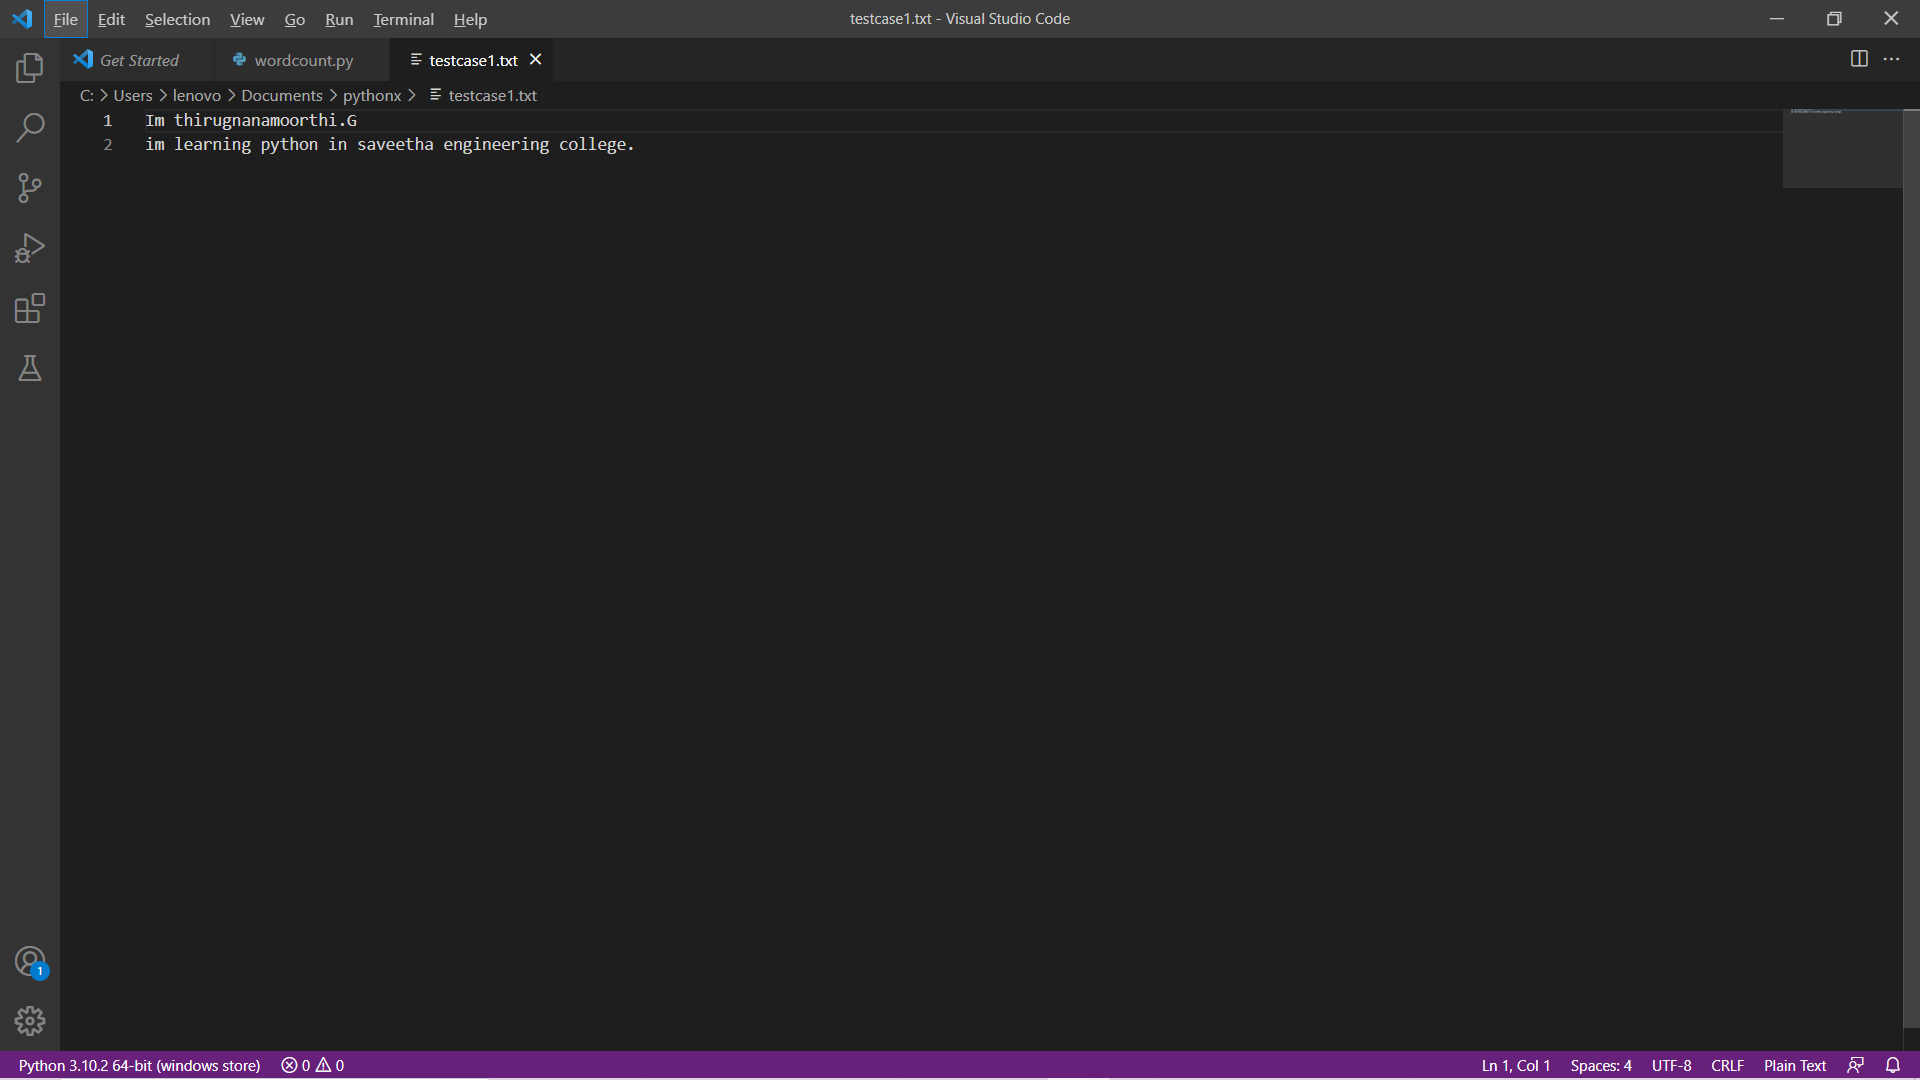 File Edit Selection View Go Run Terminal Help testcase1.txt - Visual Studio Code
Get Started wordcount.py testcase1.txt
C: > Users > lenovo > Documents > pythonx > testcase1.txt
1 Im thirugnanamoorthi.G
2 im learning python in saveetha engineering college.
1
Python 3.10.2 64-bit (windows store) 0 0 Ln 1, Col 1 Spaces: 4 UTF-8 CRLF Plain Text